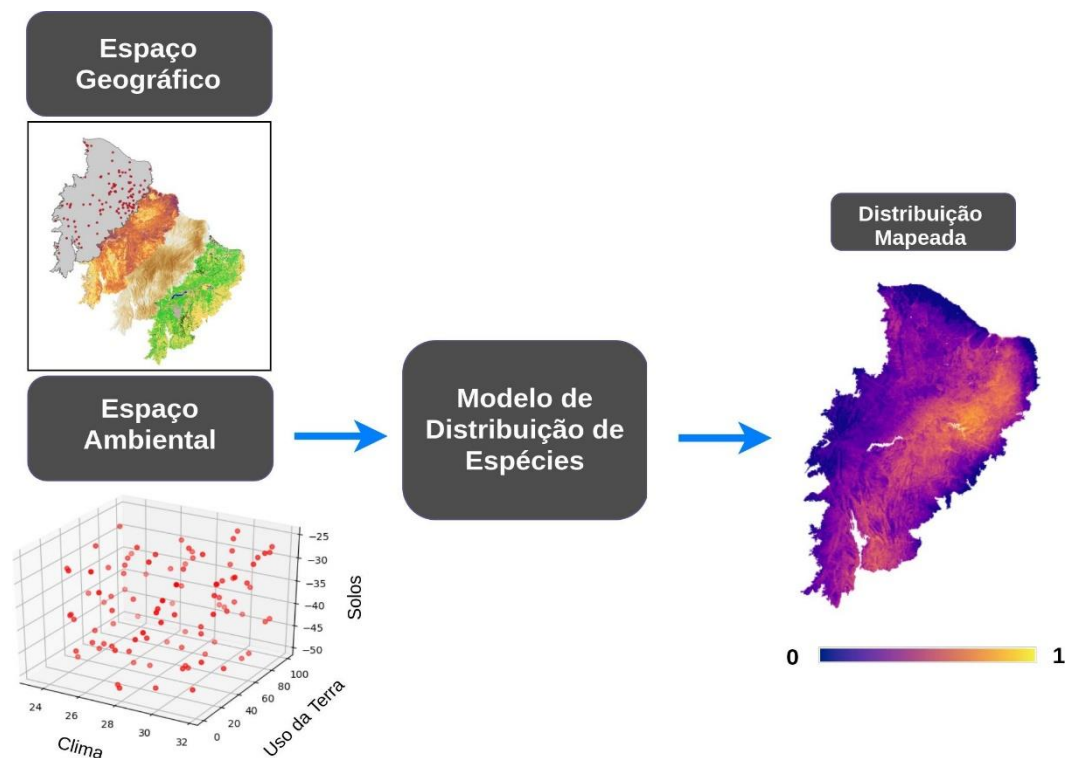 Espaço
Geográfico
Espaço
Ambiental
Modelo de
Distribuição de
Espécies
Distribuição
Mapeada
0
1
−25
−30
−35
−40
−45
−50
Solos
100
80
60
40
20
0
Uso da Terra
24
26
28
30
32
Clima